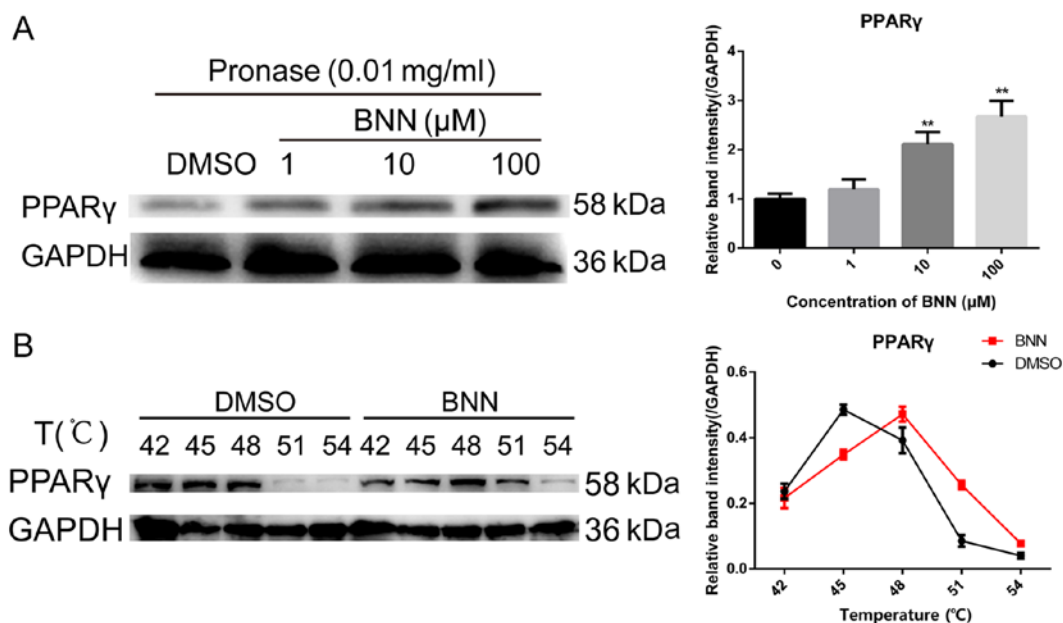 A
Pronase (0.01 mg/ml)
BNN (μM)
DMSO 1 10 100
PPARγ 58 kDa
GAPDH 36 kDa
PPARγ
Relative band intensity(/GAPDH)
4
3
2
1
0
** **
0 1 10 100
Concentration of BNN (μM)
B
DMSO BNN
T(℃) 42 45 48 51 54 42 45 48 51 54
PPARγ 58 kDa
GAPDH 36 kDa
PPARγ
BNN
DMSO
Relative band intensity(/GAPDH)
0.6
0.4
0.2
0.0
42 45 48 51 54
Temperature (℃)